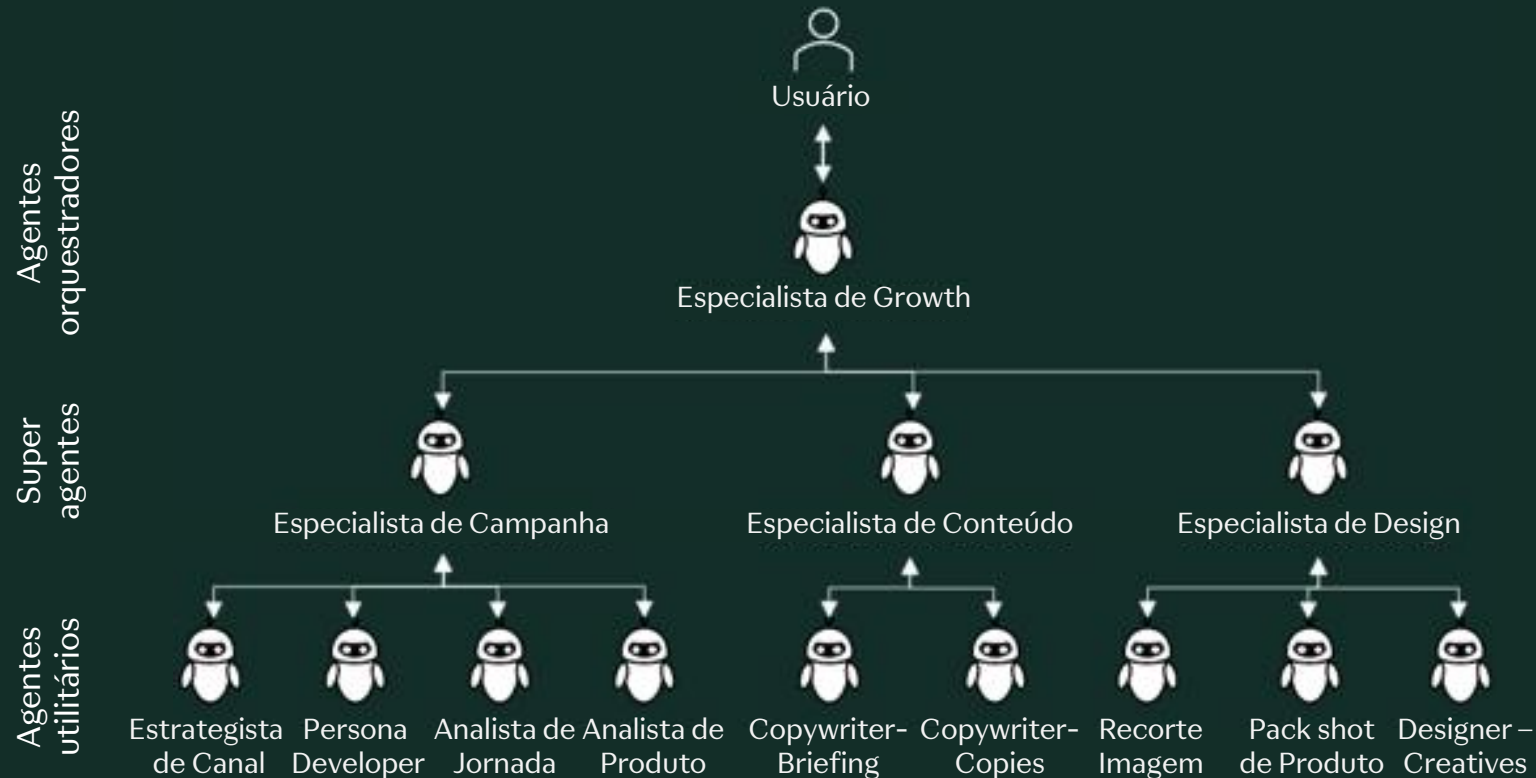 Usuário
Agentes
orquestradores
Especialista de Growth
Super
agentes
Especialista de Campanha
Especialista de Conteúdo
Especialista de Design
Agentes
utilitários
Estrategista
de Canal
Persona
Developer
Analista de
Jornada
Analista de
Produto
Copywriter-
Briefing
Copywriter-
Copies
Recorte
Imagem
Pack shot
de Produto
Designer –
Creatives